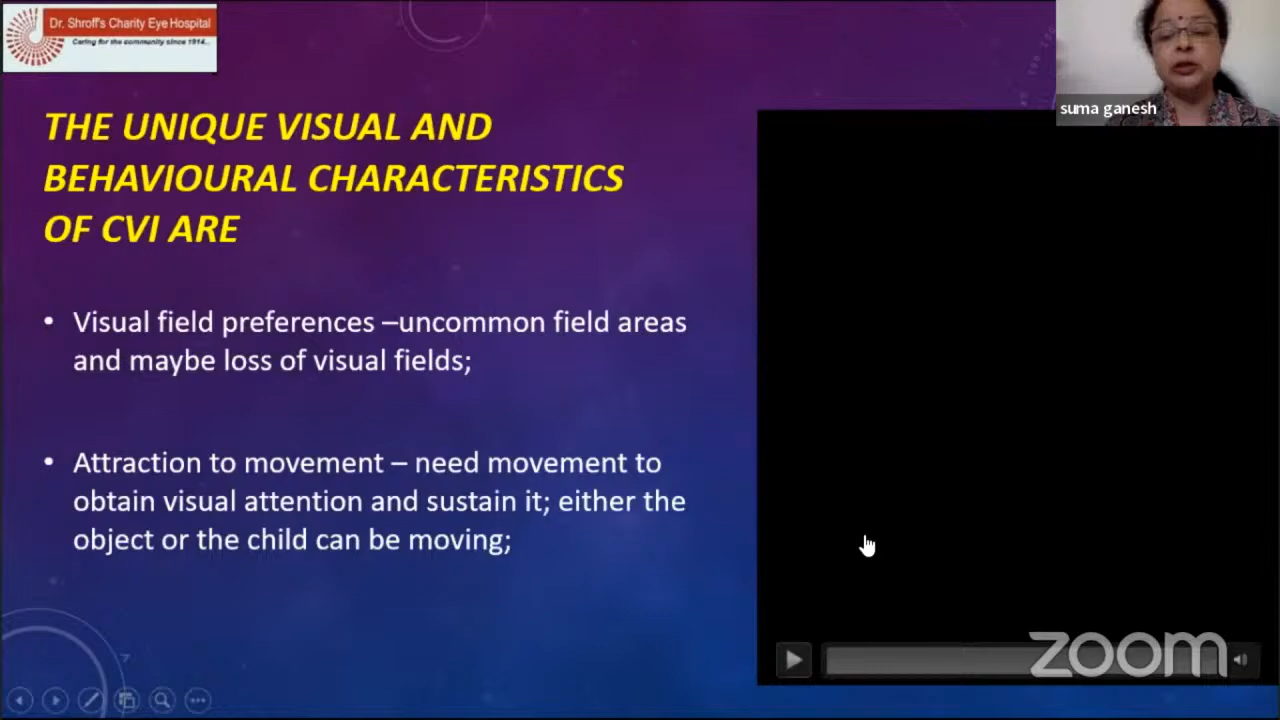 Dr. Shroff's Charity Eye Hospital
Caring for the community since 1914...
suma ganesh
THE UNIQUE VISUAL AND
BEHAVIOURAL CHARACTERISTICS
OF CVI ARE
• Visual field preferences –uncommon field areas
and maybe loss of visual fields;
• Attraction to movement – need movement to
obtain visual attention and sustain it; either the
object or the child can be moving;
zoom